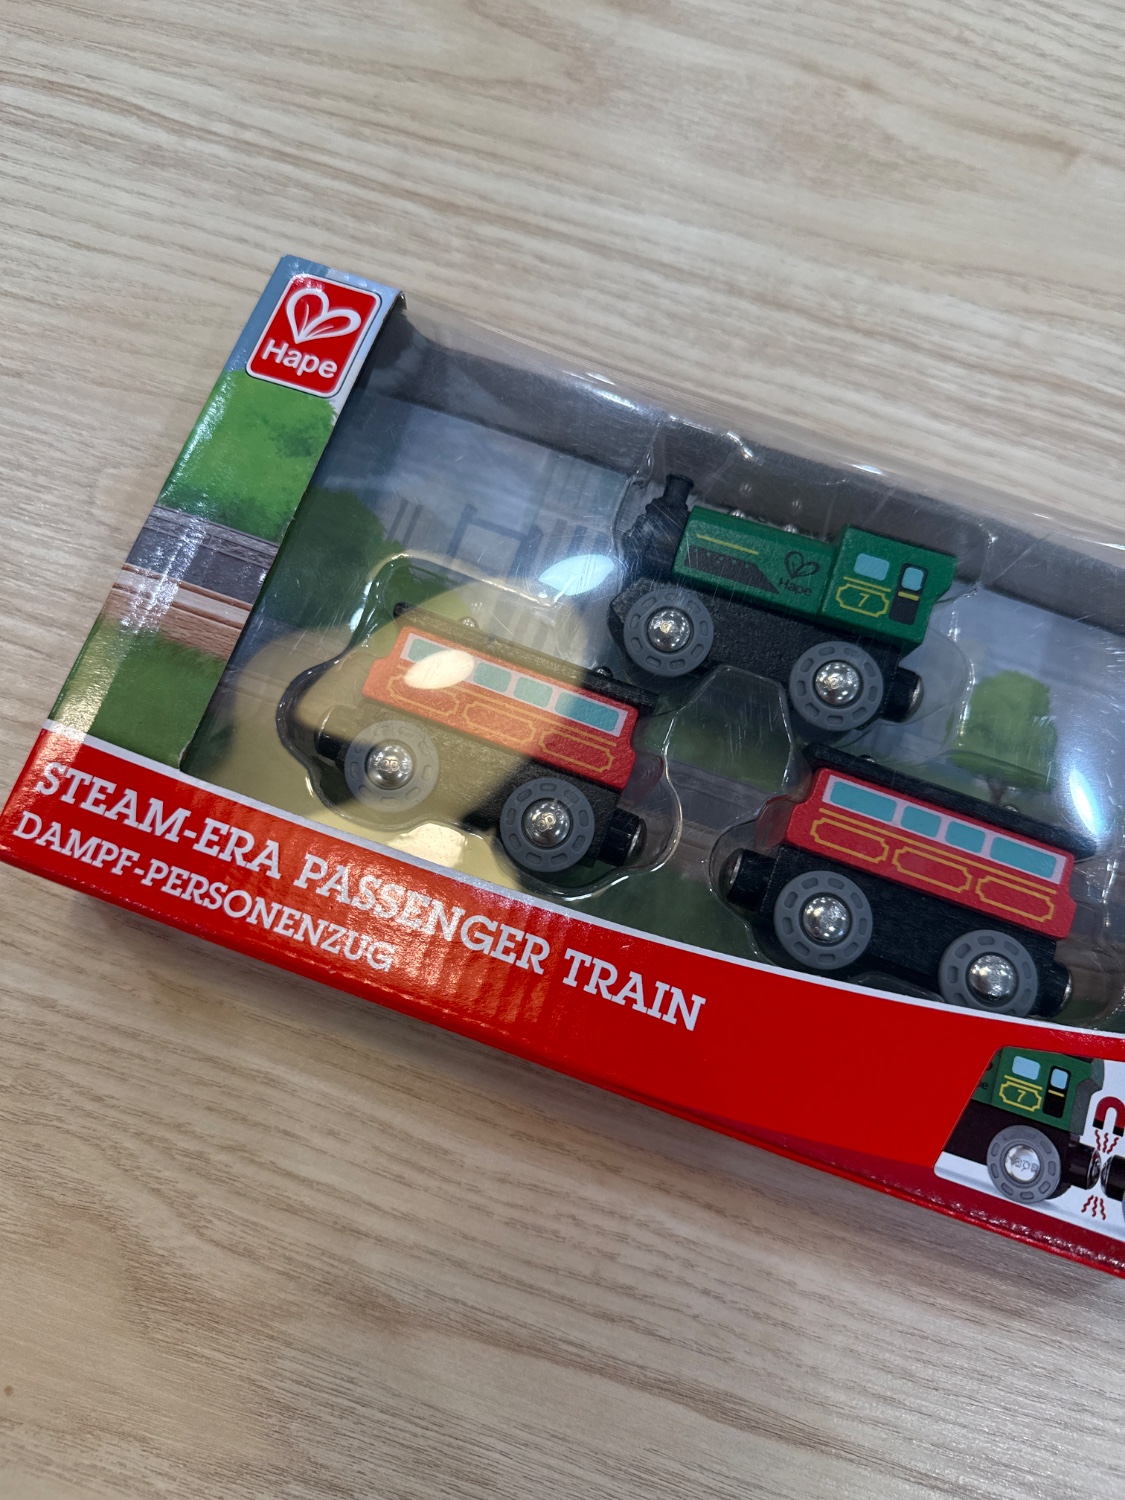 Hape
Hape
7
STEAM-ERA PASSENGER TRAIN
DAMPF-PERSONENZUG
7